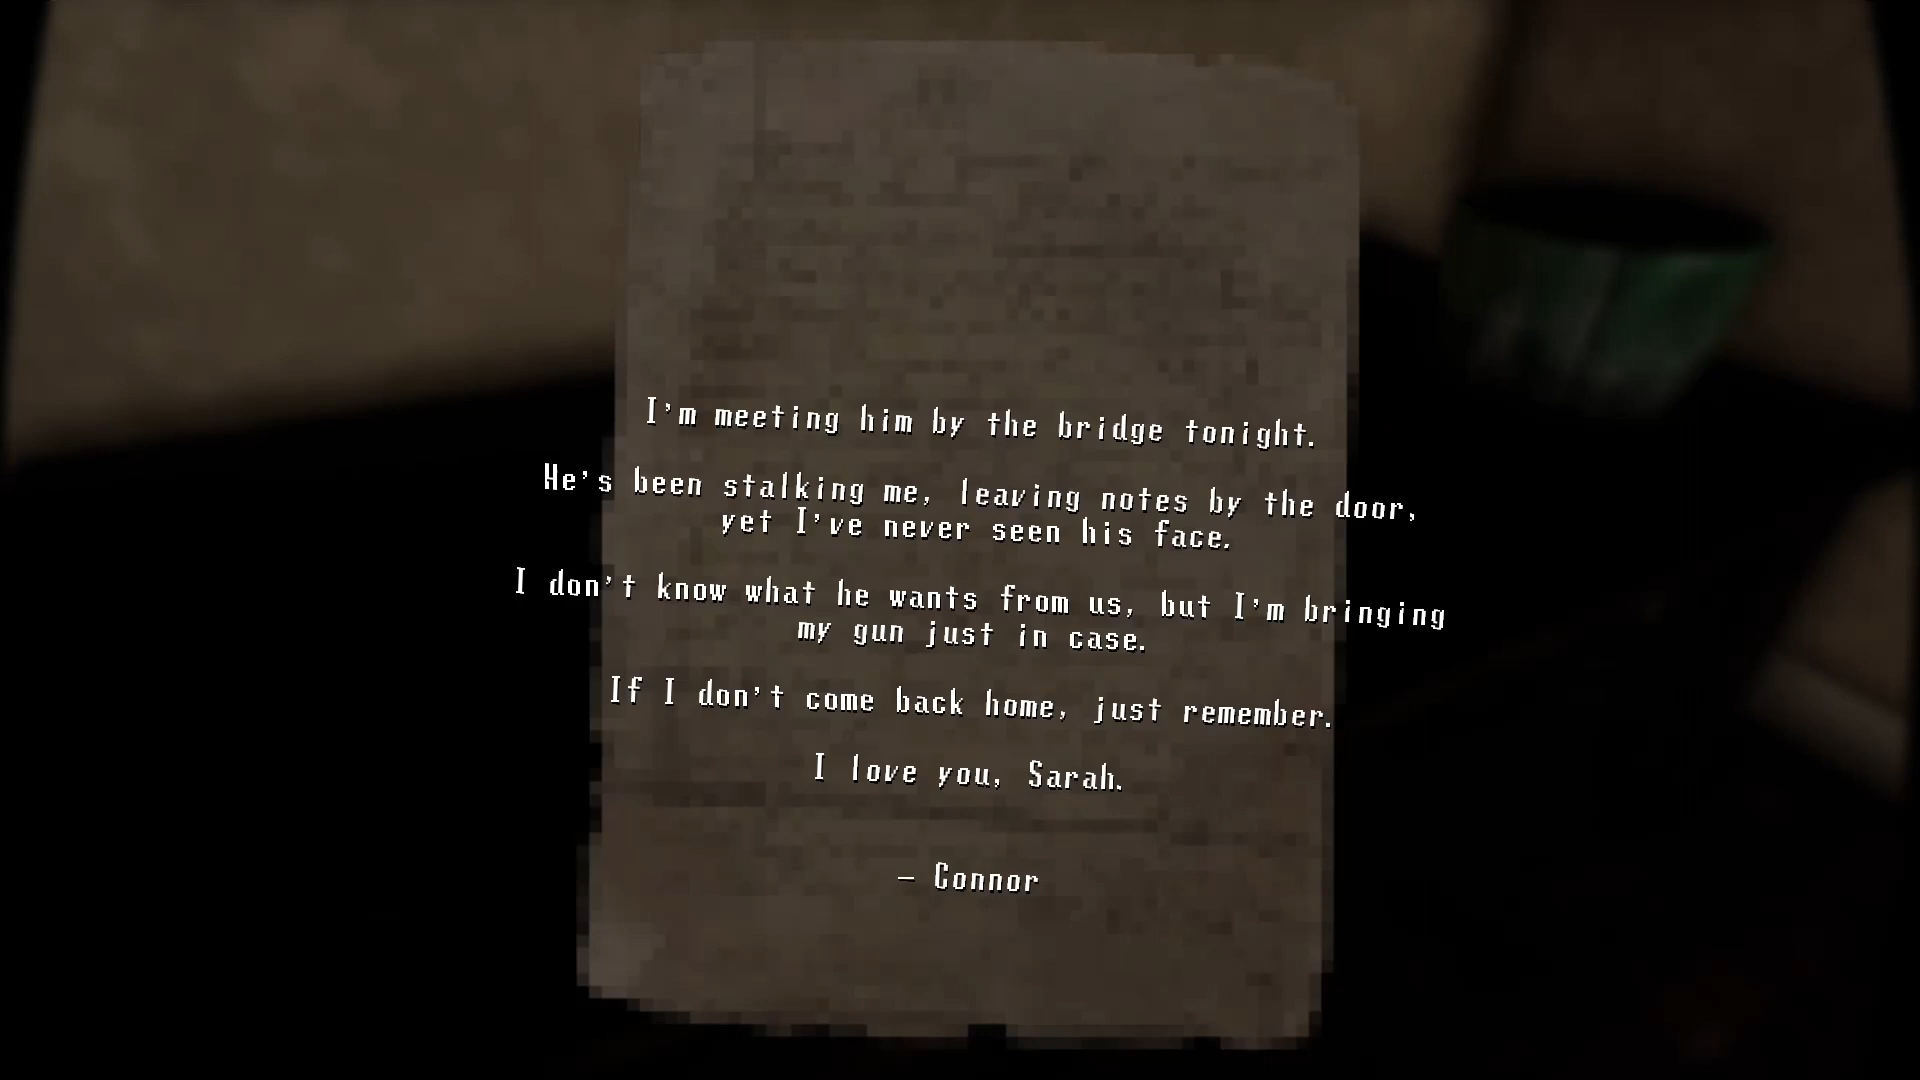 I'm meeting him by the bridge tonight.
He's been stalking me, leaving notes by the door,
yet I've never seen his face.
I don't know what he wants from us, but I'm bringing
my gun just in case.
If I don't come back home, just remember.
I love you, Sarah.
– Connor